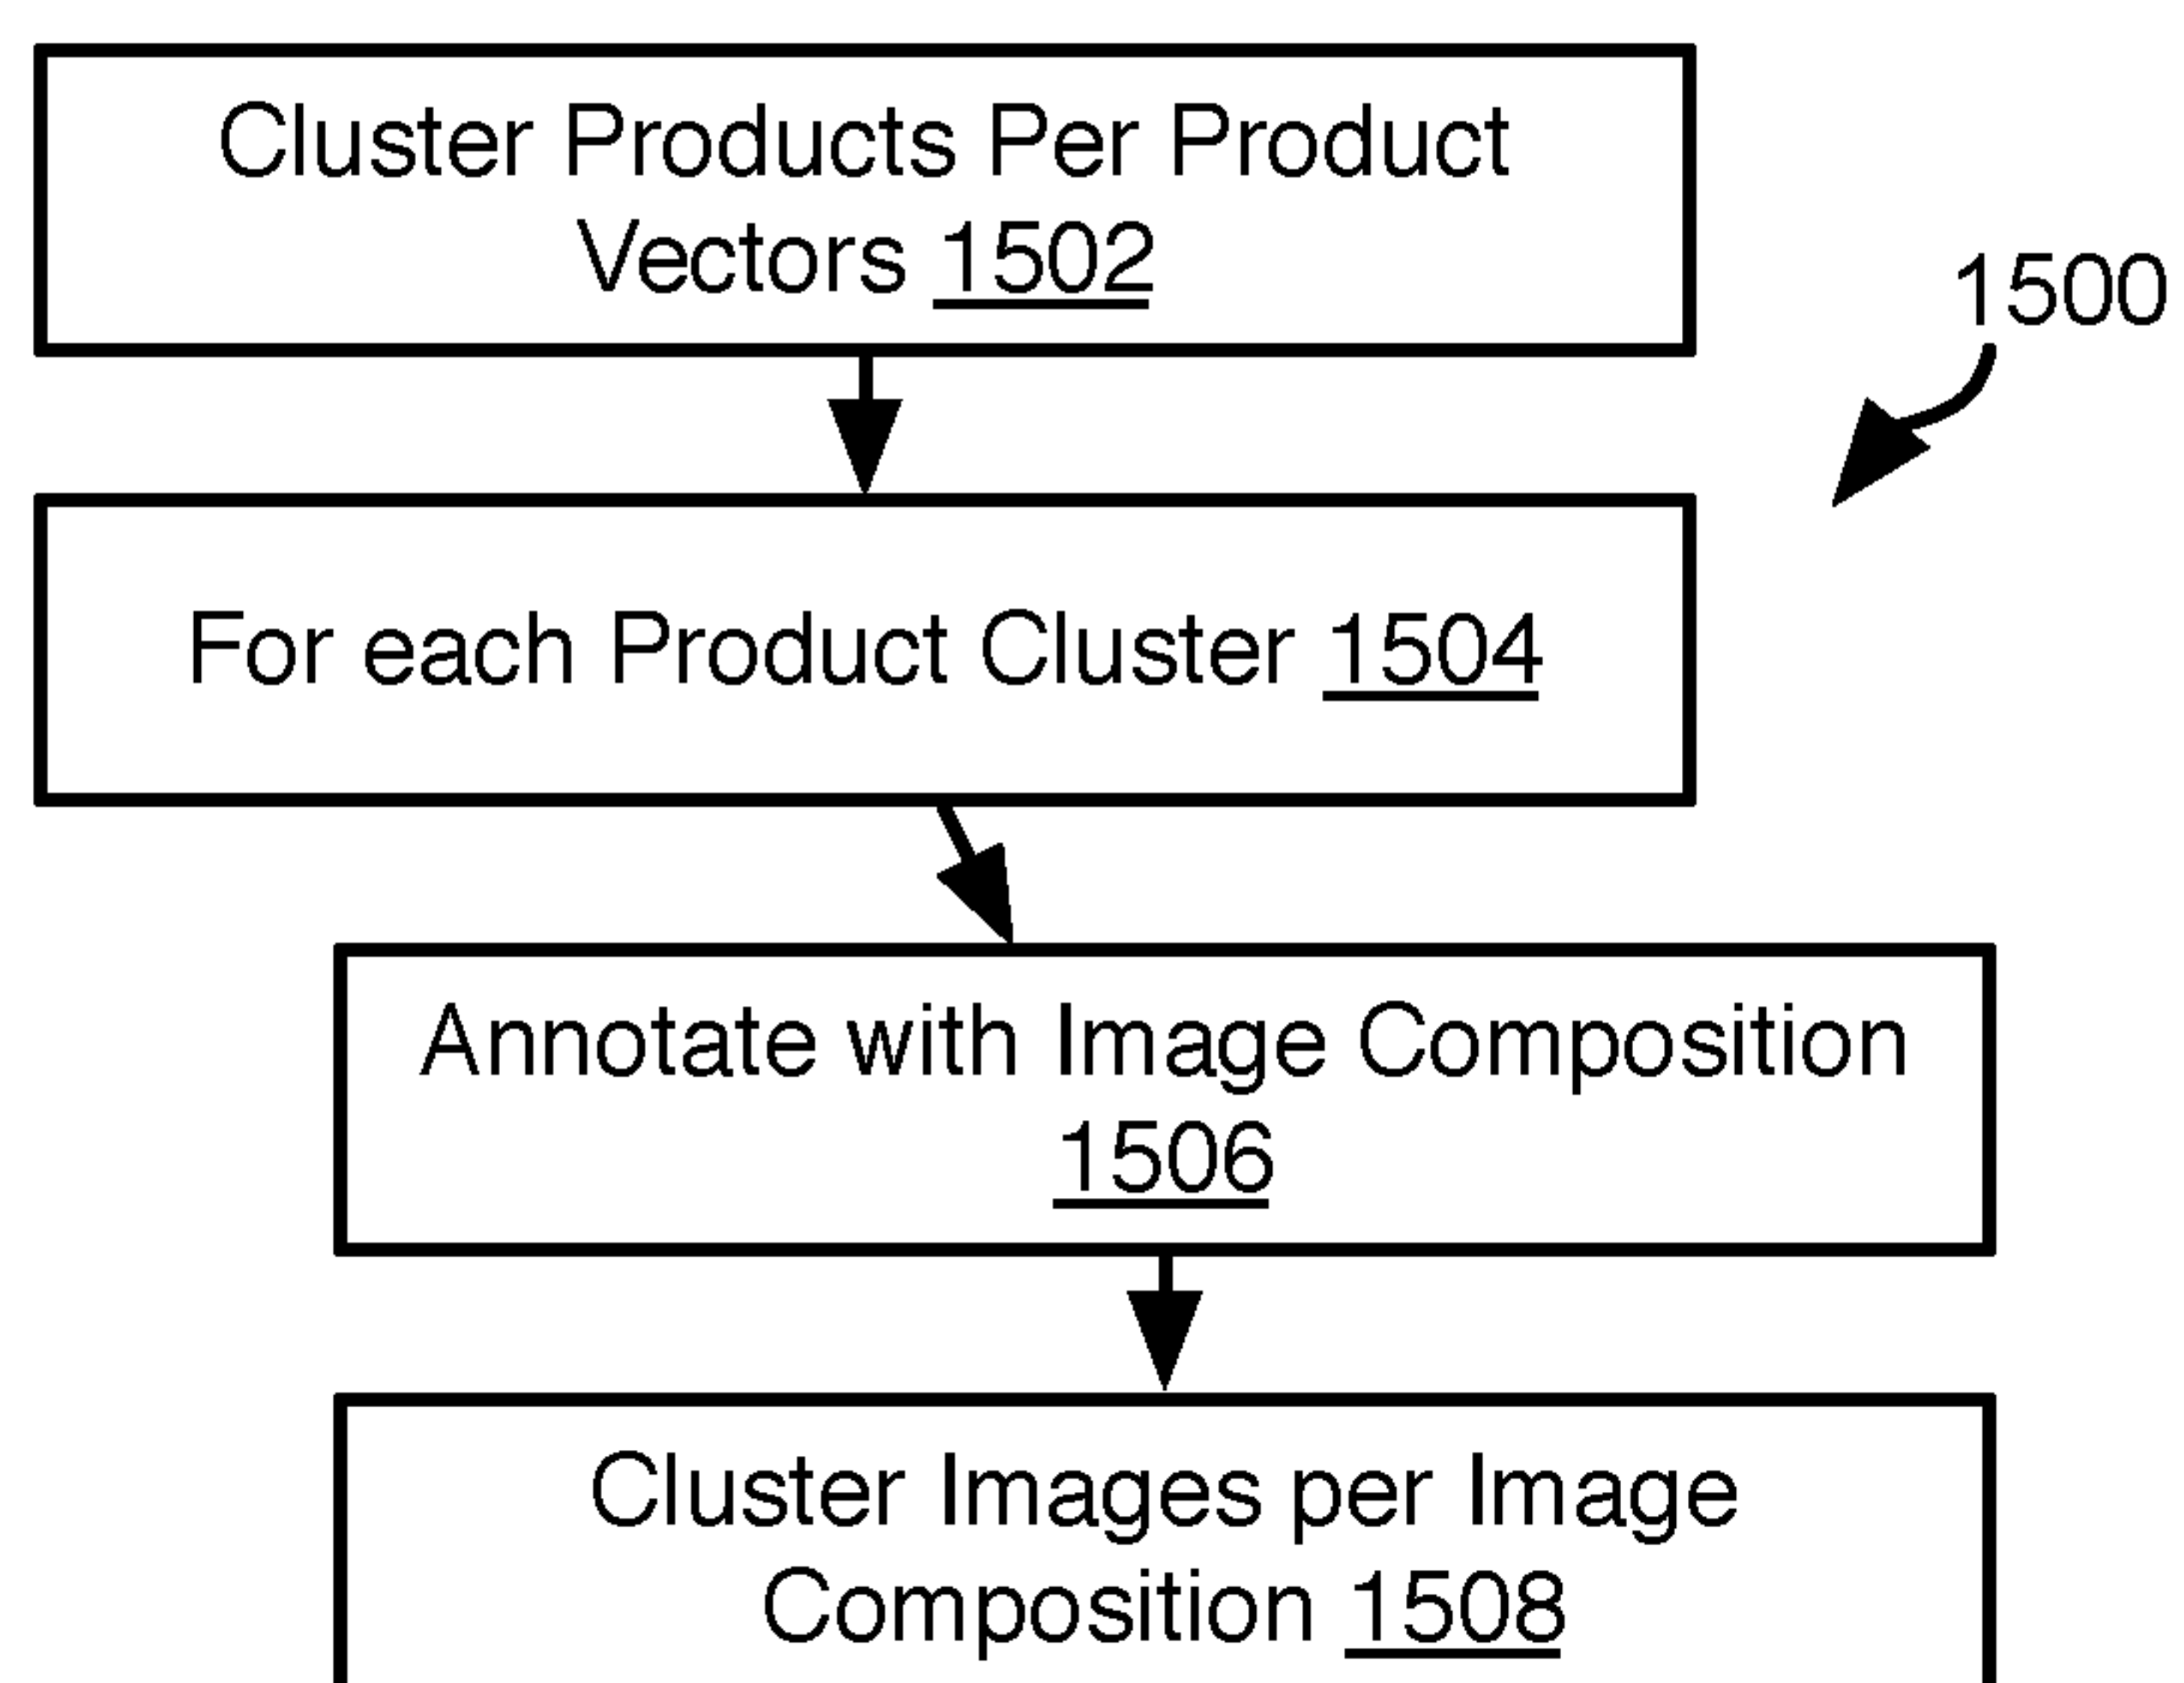 Cluster Products Per Product
Vectors 1502
1500
For each Product Cluster 1504
Annotate with Image Composition
1506
Cluster Images per Image
Composition 1508